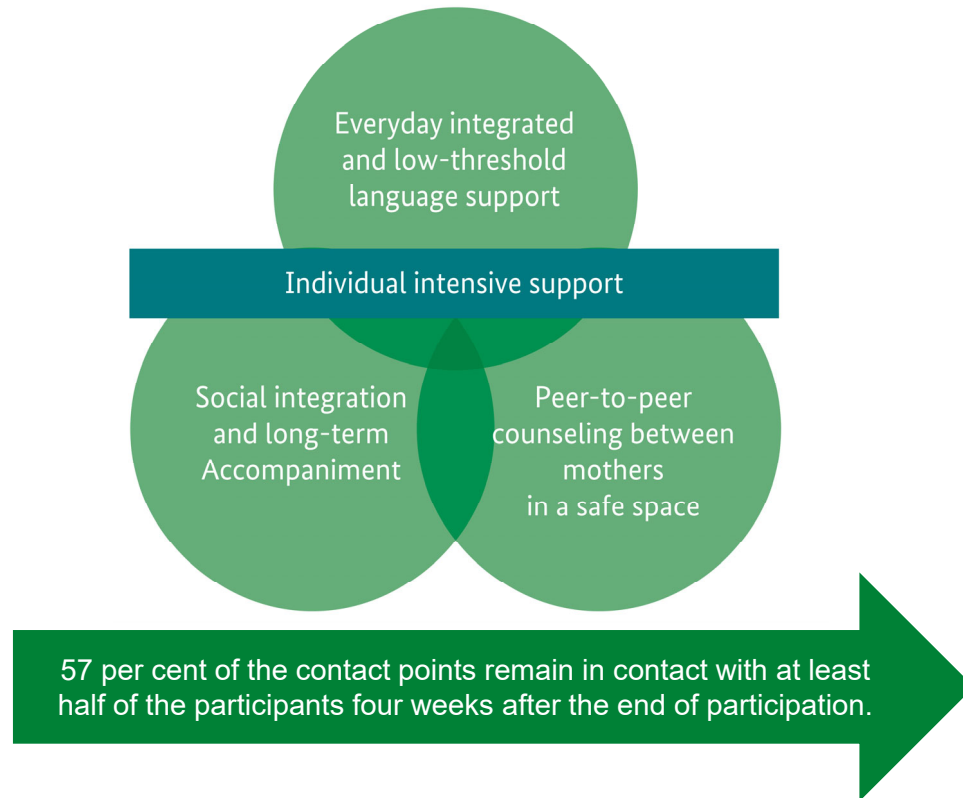 Everyday integrated
and low-threshold
language support
Individual intensive support
Social integration
and long-term
Accompaniment
Peer-to-peer
counseling between
mothers
in a safe space
57 per cent of the contact points remain in contact with at least
half of the participants four weeks after the end of participation.